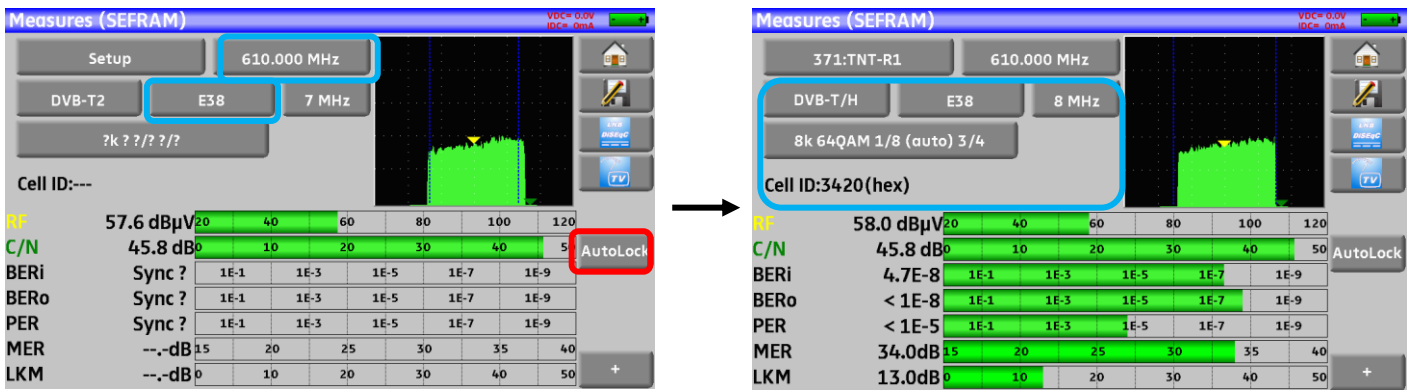 Measures (SEFRAM)
VDC= 0.0V
IDC= 0mA
Setup
610.000 MHz
DVB-T2
E38
7 MHz
?k ? ?/? ?/?
Cell ID:---
RF 57.6 dBµV 20 40 60 80 100 120
C/N 45.8 dB 0 10 20 30 40 50
AutoLock
BERi Sync ? 1E-1 1E-3 1E-5 1E-7 1E-9
BERo Sync ? 1E-1 1E-3 1E-5 1E-7 1E-9
PER Sync ? 1E-1 1E-3 1E-5 1E-7 1E-9
MER --.-dB 15 20 25 30 35 40
LKM --.-dB 0 10 20 30 40 50
+
LNB
DiSEqC
TV
Measures (SEFRAM)
VDC= 0.0V
IDC= 0mA
371:TNT-R1
610.000 MHz
DVB-T/H
E38
8 MHz
8k 64QAM 1/8 (auto) 3/4
Cell ID:3420(hex)
RF 58.0 dBµV 20 40 60 80 100 120
C/N 45.8 dB 0 10 20 30 40 50
AutoLock
BERi 4.7E-8 1E-1 1E-3 1E-5 1E-7 1E-9
BERo < 1E-8 1E-1 1E-3 1E-5 1E-7 1E-9
PER < 1E-5 1E-1 1E-3 1E-5 1E-7 1E-9
MER 34.0dB 15 20 25 30 35 40
LKM 13.0dB 0 10 20 30 40 50
+
LNB
DiSEqC
TV